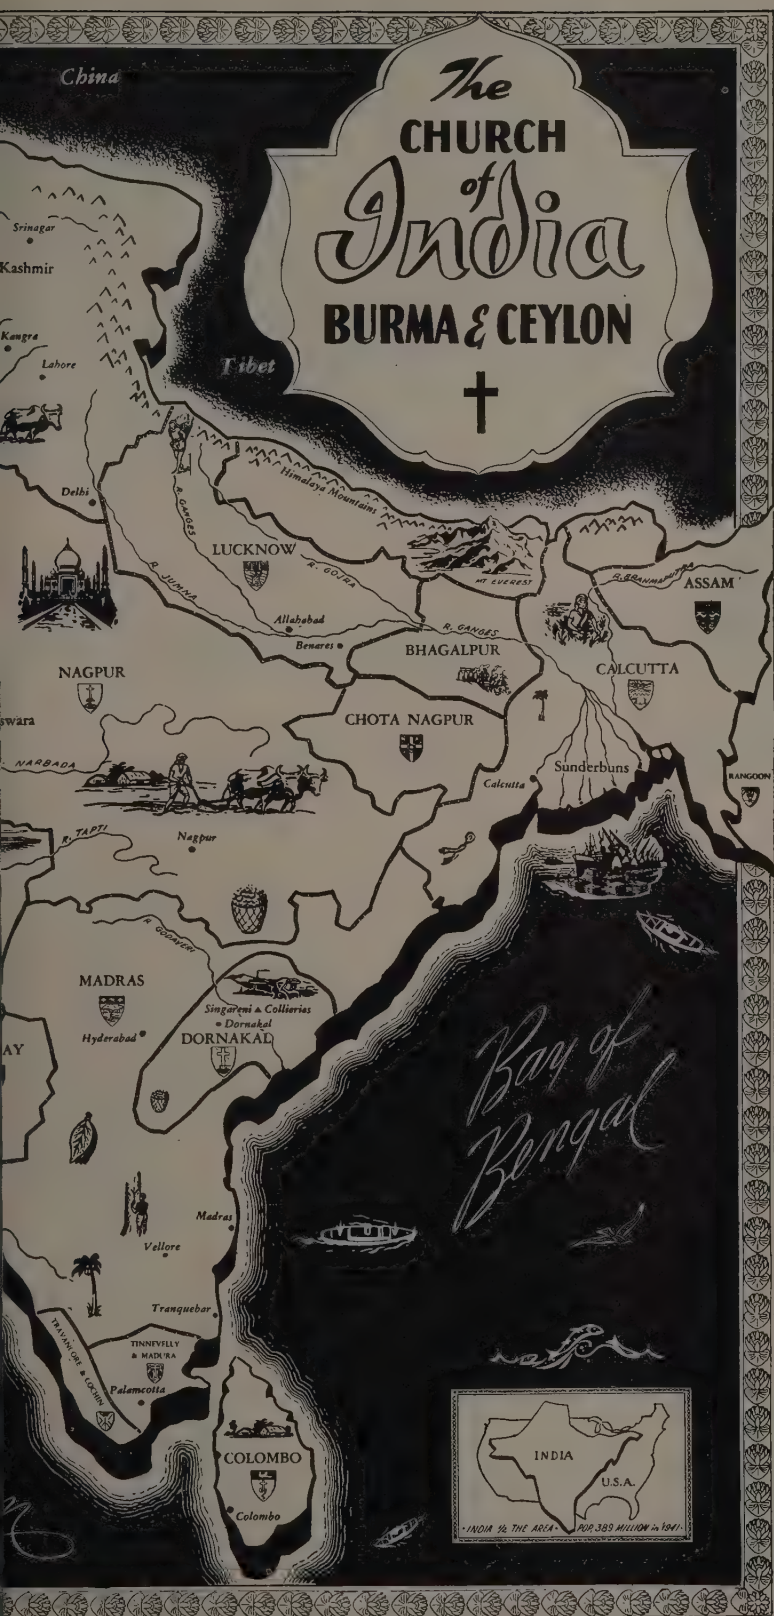 China
The
CHURCH
of
India
BURMA & CEYLON
Srinagar
Kashmir
Kangra
Lahore
Tibet
Delhi
Himalaya Mountains
R. GANGES
LUCKNOW
R. GOJRA
MT EVEREST
R. BRAHMAPUTRA
ASSAM
R. JUMNA
Allahabad
Benares
R. GANGES
BHAGALPUR
CALCUTTA
NAGPUR
swara
CHOTA NAGPUR
NARBADA
Sunderbuns
Calcutta
RANGOON
R. TAPTI
Nagpur
R. GODAVERI
MADRAS
Singareni Collieries
Dornakal
Hyderabad
DORNAKAL
AY
Bay of
Bengal
Madras
Vellore
Tranquebar
TRAVANCORE & COCHIN
TINNEVELLY
& MADURA
Palamcotta
COLOMBO
Colombo
INDIA
U.S.A.
·INDIA ½ THE AREA· POP. 389 MILLION in 1941·